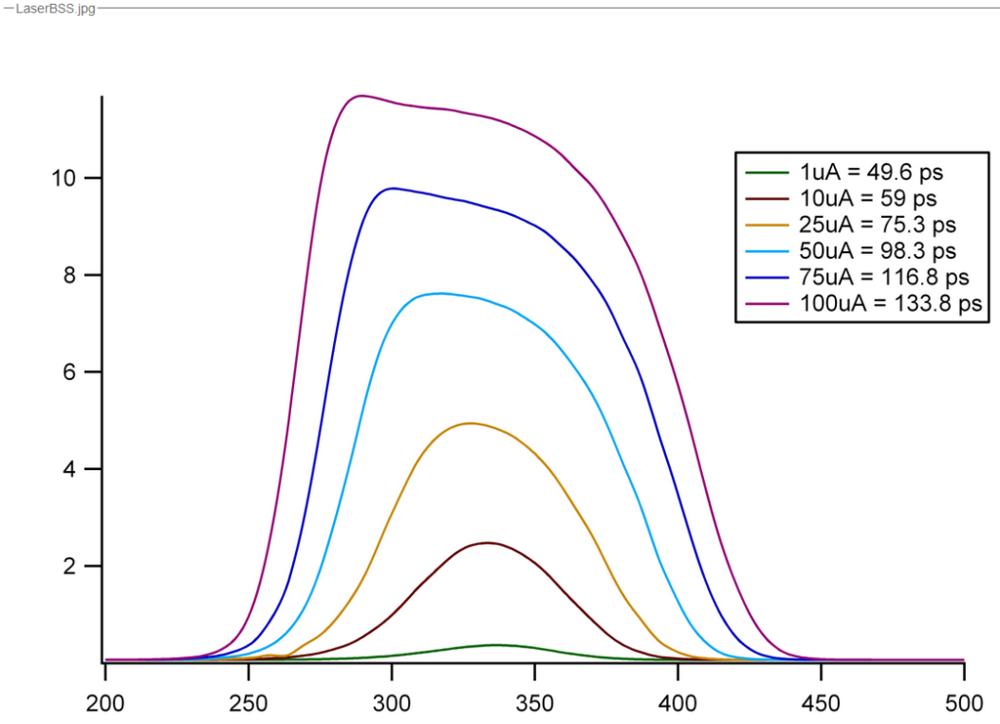 LaserBSS.jpg
10
8
6
4
2
200 250 300 350 400 450 500
1uA = 49.6 ps
10uA = 59 ps
25uA = 75.3 ps
50uA = 98.3 ps
75uA = 116.8 ps
100uA = 133.8 ps